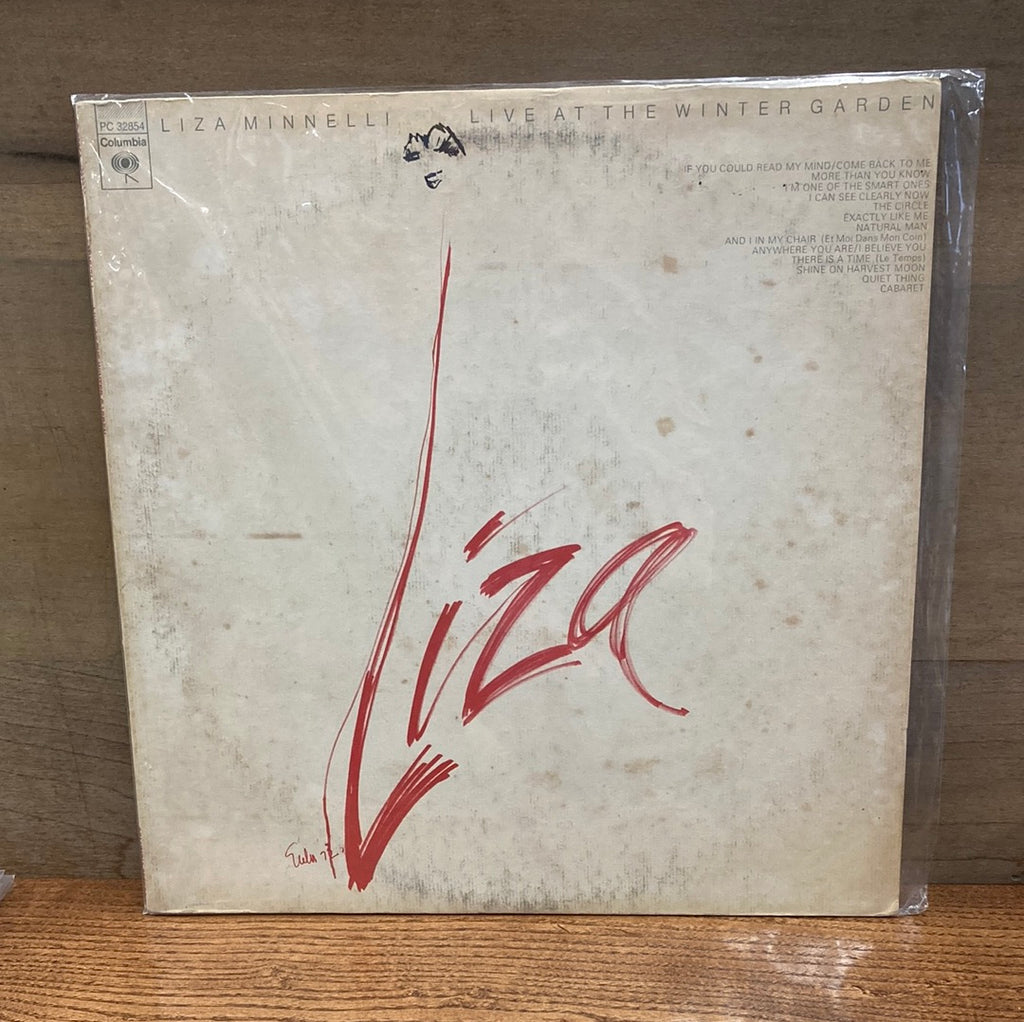 PC 32854
Columbia
LIZA MINNELLI
LIVE AT THE WINTER GARDEN
IF YOU COULD READ MY MIND/COME BACK TO ME
MORE THAN YOU KNOW
I'M ONE OF THE SMART ONES
I CAN SEE CLEARLY NOW
THE CIRCLE
EXACTLY LIKE ME
NATURAL MAN
AND I IN MY CHAIR (Et Moi Dans Mon Coin)
ANYWHERE YOU ARE/I BELIEVE YOU
THERE IS A TIME (Le Temps)
SHINE ON HARVEST MOON
QUIET THING
CABARET
Liza